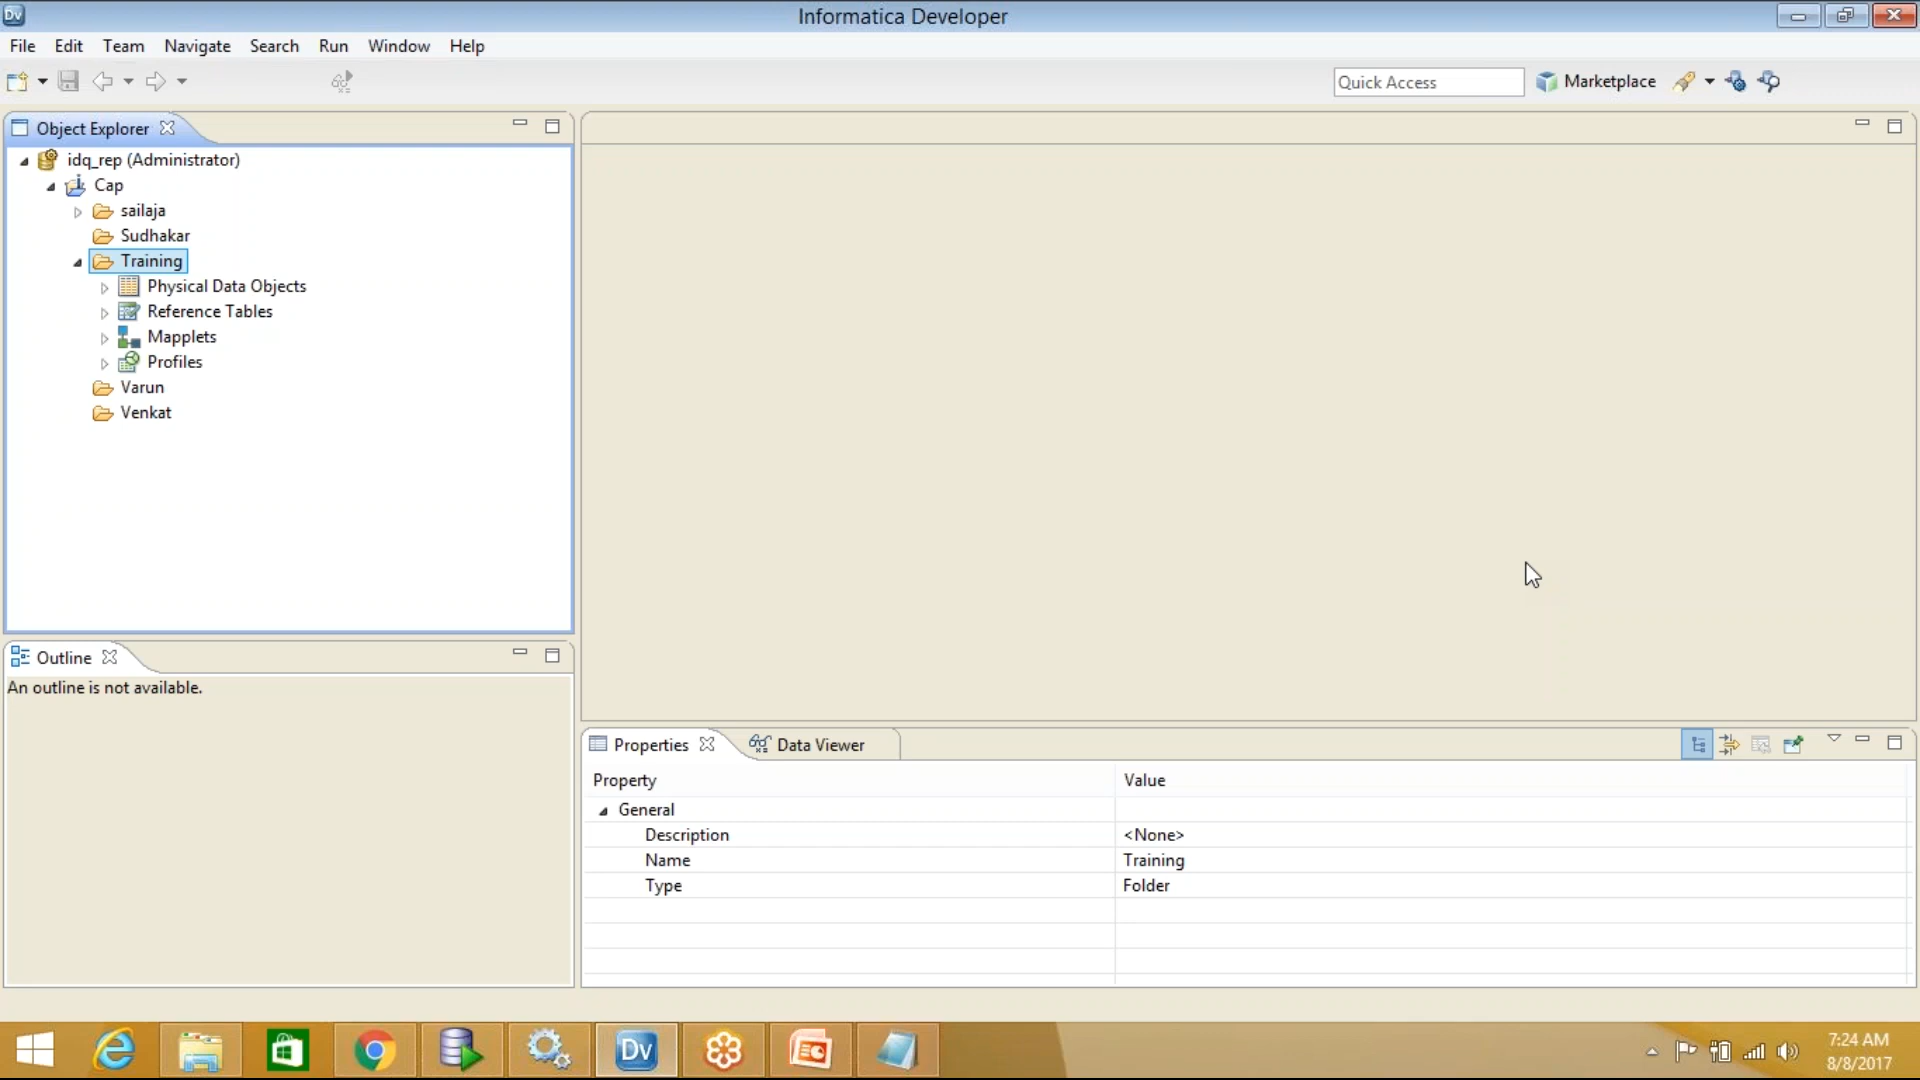 Dv
Informatica Developer
File Edit Team Navigate Search Run Window Help
Quick Access
Marketplace
Object Explorer
idq_rep (Administrator)
Cap
sailaja
Sudhakar
Training
Physical Data Objects
Reference Tables
Mapplets
Profiles
Varun
Venkat
Outline
An outline is not available.
Properties Data Viewer
Property Value
General
Description <None>
Name Training
Type Folder
Dv
7:24 AM
8/8/2017